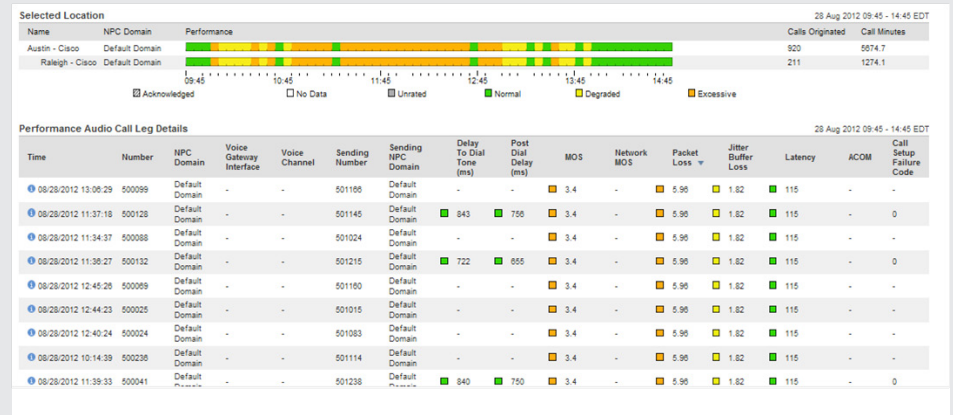 Selected Location 28 Aug 2012 09:45 - 14:45 EDT
Name NPC Domain Performance Calls Originated Call Minutes
Austin - Cisco Default Domain 920 5674.7
Raleigh - Cisco Default Domain 211 1274.1
09:45 10:45 11:45 12:45 13:45 14:45
Acknowledged No Data Unrated Normal Degraded Excessive
Performance Audio Call Leg Details 28 Aug 2012 09:45 - 14:45 EDT
Time Number NPC Domain Voice Gateway Interface Voice Channel Sending Number Sending NPC Domain Delay To Dial Tone (ms) Post Dial Delay (ms) MOS Network MOS Packet Loss Jitter Buffer Loss Latency ACOM Call Setup Failure Code
08/28/2012 13:06:29 500099 Default Domain - - 501166 Default Domain - - 3.4 - 5.96 1.82 115 - -
08/28/2012 11:37:18 500128 Default Domain - - 501145 Default Domain 843 756 3.4 - 5.96 1.82 115 - 0
08/28/2012 11:34:37 500088 Default Domain - - 501024 Default Domain - - 3.4 - 5.96 1.82 115 - -
08/28/2012 11:36:27 500132 Default Domain - - 501215 Default Domain 722 655 3.4 - 5.96 1.82 115 - 0
08/28/2012 12:45:26 500069 Default Domain - - 501160 Default Domain - - 3.4 - 5.96 1.82 115 - -
08/28/2012 12:44:23 500025 Default Domain - - 501015 Default Domain - - 3.4 - 5.96 1.82 115 - -
08/28/2012 12:40:24 500024 Default Domain - - 501083 Default Domain - - 3.4 - 5.96 1.82 115 - -
08/28/2012 10:14:39 500236 Default Domain - - 501114 Default Domain - - 3.4 - 5.96 1.82 115 - -
08/28/2012 11:39:33 500041 Default Domain - - 501238 Default Domain 840 750 3.4 - 5.96 1.82 115 - 0